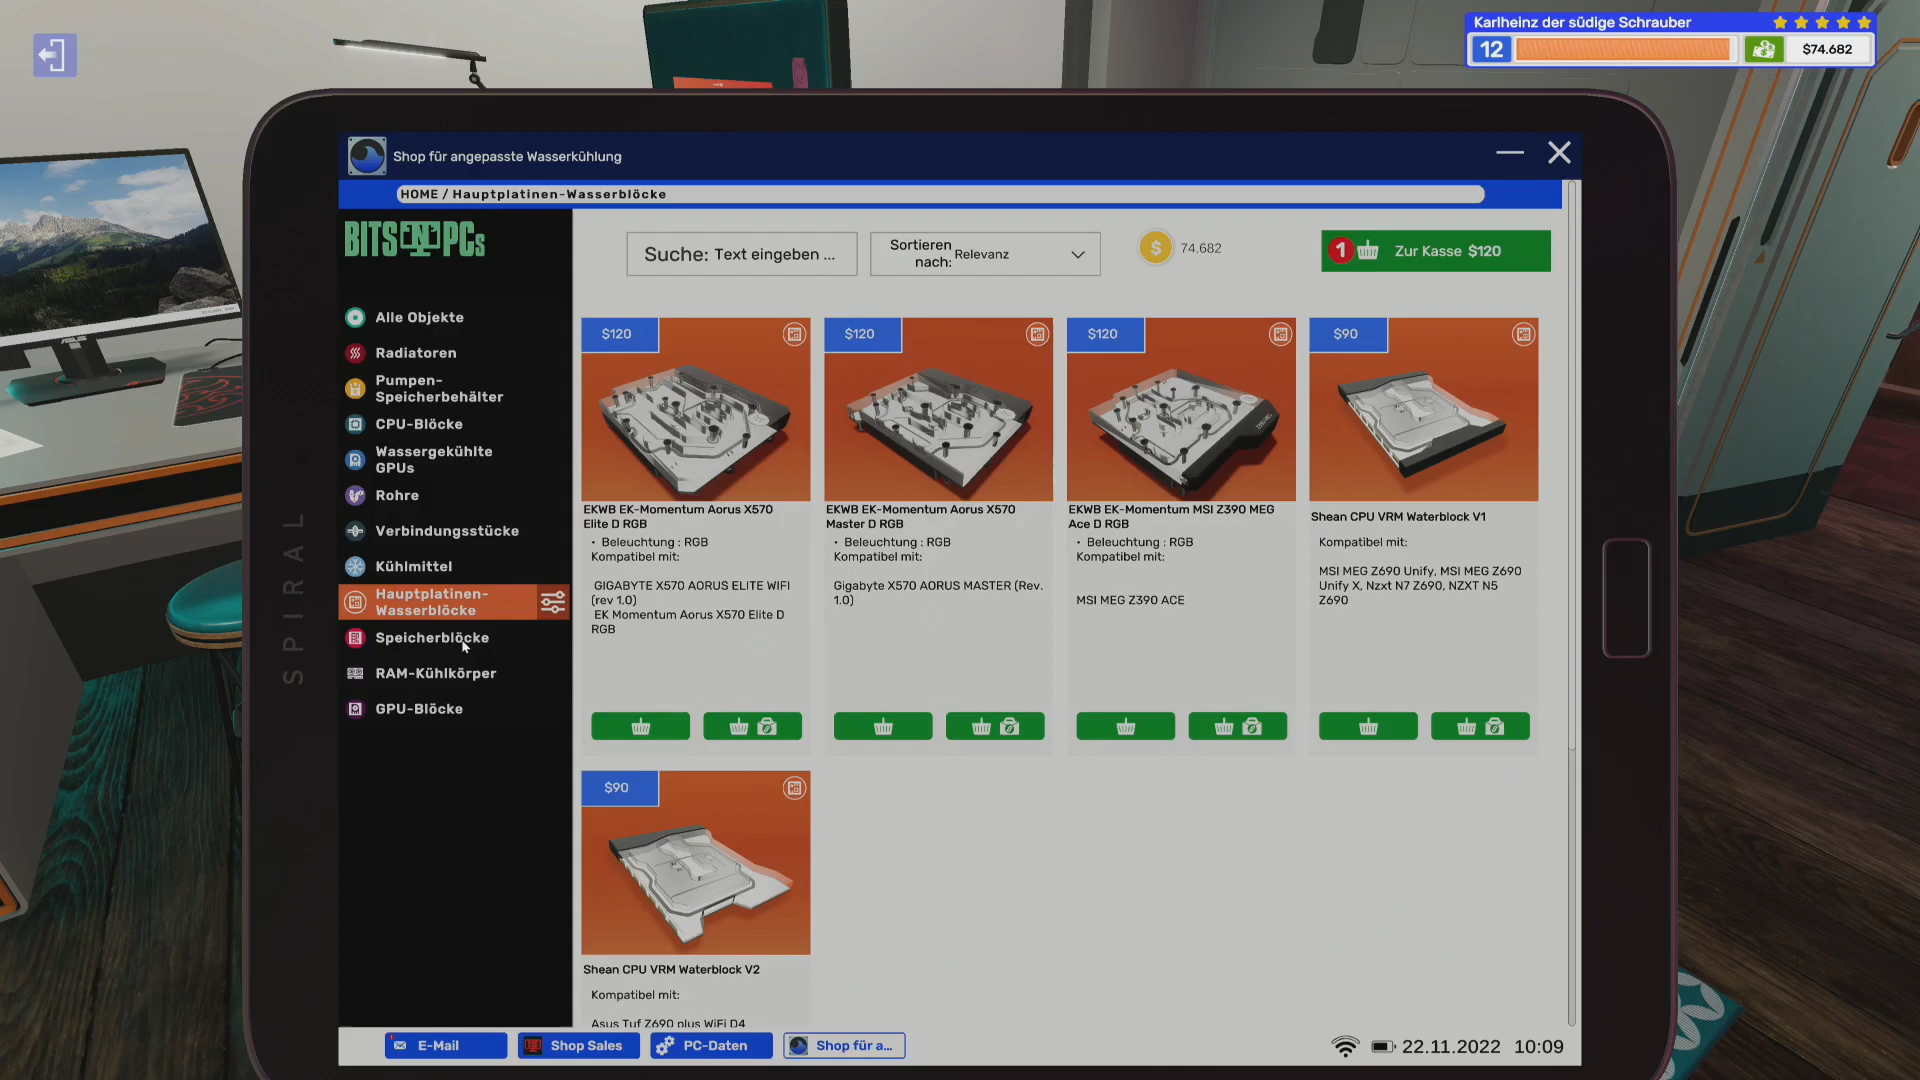 Karlheinz der südige Schrauber
12
$74.682
Shop für angepasste Wasserkühlung
HOME / Hauptplatinen-Wasserblöcke
BITS N PCs
Suche: Text eingeben ...
Sortieren nach: Relevanz
74.682
1 Zur Kasse $120
Alle Objekte
Radiatoren
Pumpen-
Speicherbehälter
CPU-Blöcke
Wassergekühlte
GPUs
Rohre
Verbindungsstücke
Kühlmittel
Hauptplatinen-
Wasserblöcke
Speicherblöcke
RAM-Kühlkörper
GPU-Blöcke
$120
EKWB EK-Momentum Aorus X570
Elite D RGB
• Beleuchtung : RGB
Kompatibel mit:
GIGABYTE X570 AORUS ELITE WIFI
(rev 1.0)
EK Momentum Aorus X570 Elite D
RGB
$120
EKWB EK-Momentum Aorus X570
Master D RGB
• Beleuchtung : RGB
Kompatibel mit:
Gigabyte X570 AORUS MASTER (Rev.
1.0)
$120
EKWB EK-Momentum MSI Z390 MEG
Ace D RGB
• Beleuchtung : RGB
Kompatibel mit:
MSI MEG Z390 ACE
$90
Shean CPU VRM Waterblock V1
Kompatibel mit:
MSI MEG Z690 Unify, MSI MEG Z690
Unify X, Nzxt N7 Z690, NZXT N5
Z690
$90
Shean CPU VRM Waterblock V2
Kompatibel mit:
Asus Tuf Z690 plus WiFi D4
SPIRAL
E-Mail
Shop Sales
PC-Daten
Shop für a...
22.11.2022 10:09